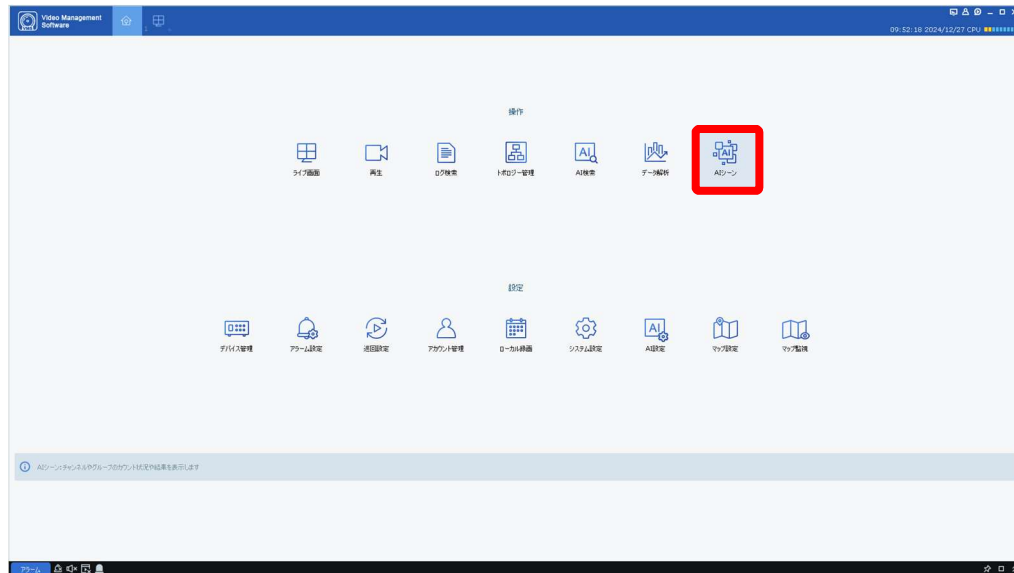 Video Management
Software
09:52:18 2024/12/27 CPU
操作
ライブ画面
再生
ログ検索
トポロジー管理
AI検索
データ解析
AIシーン
設定
デバイス管理
アラーム設定
巡回設定
アカウント管理
ローカル録画
システム設定
AI設定
マップ設定
マップ監視
AIシーン:チャンネルやグループのカウント状況や結果を表示します
アラーム